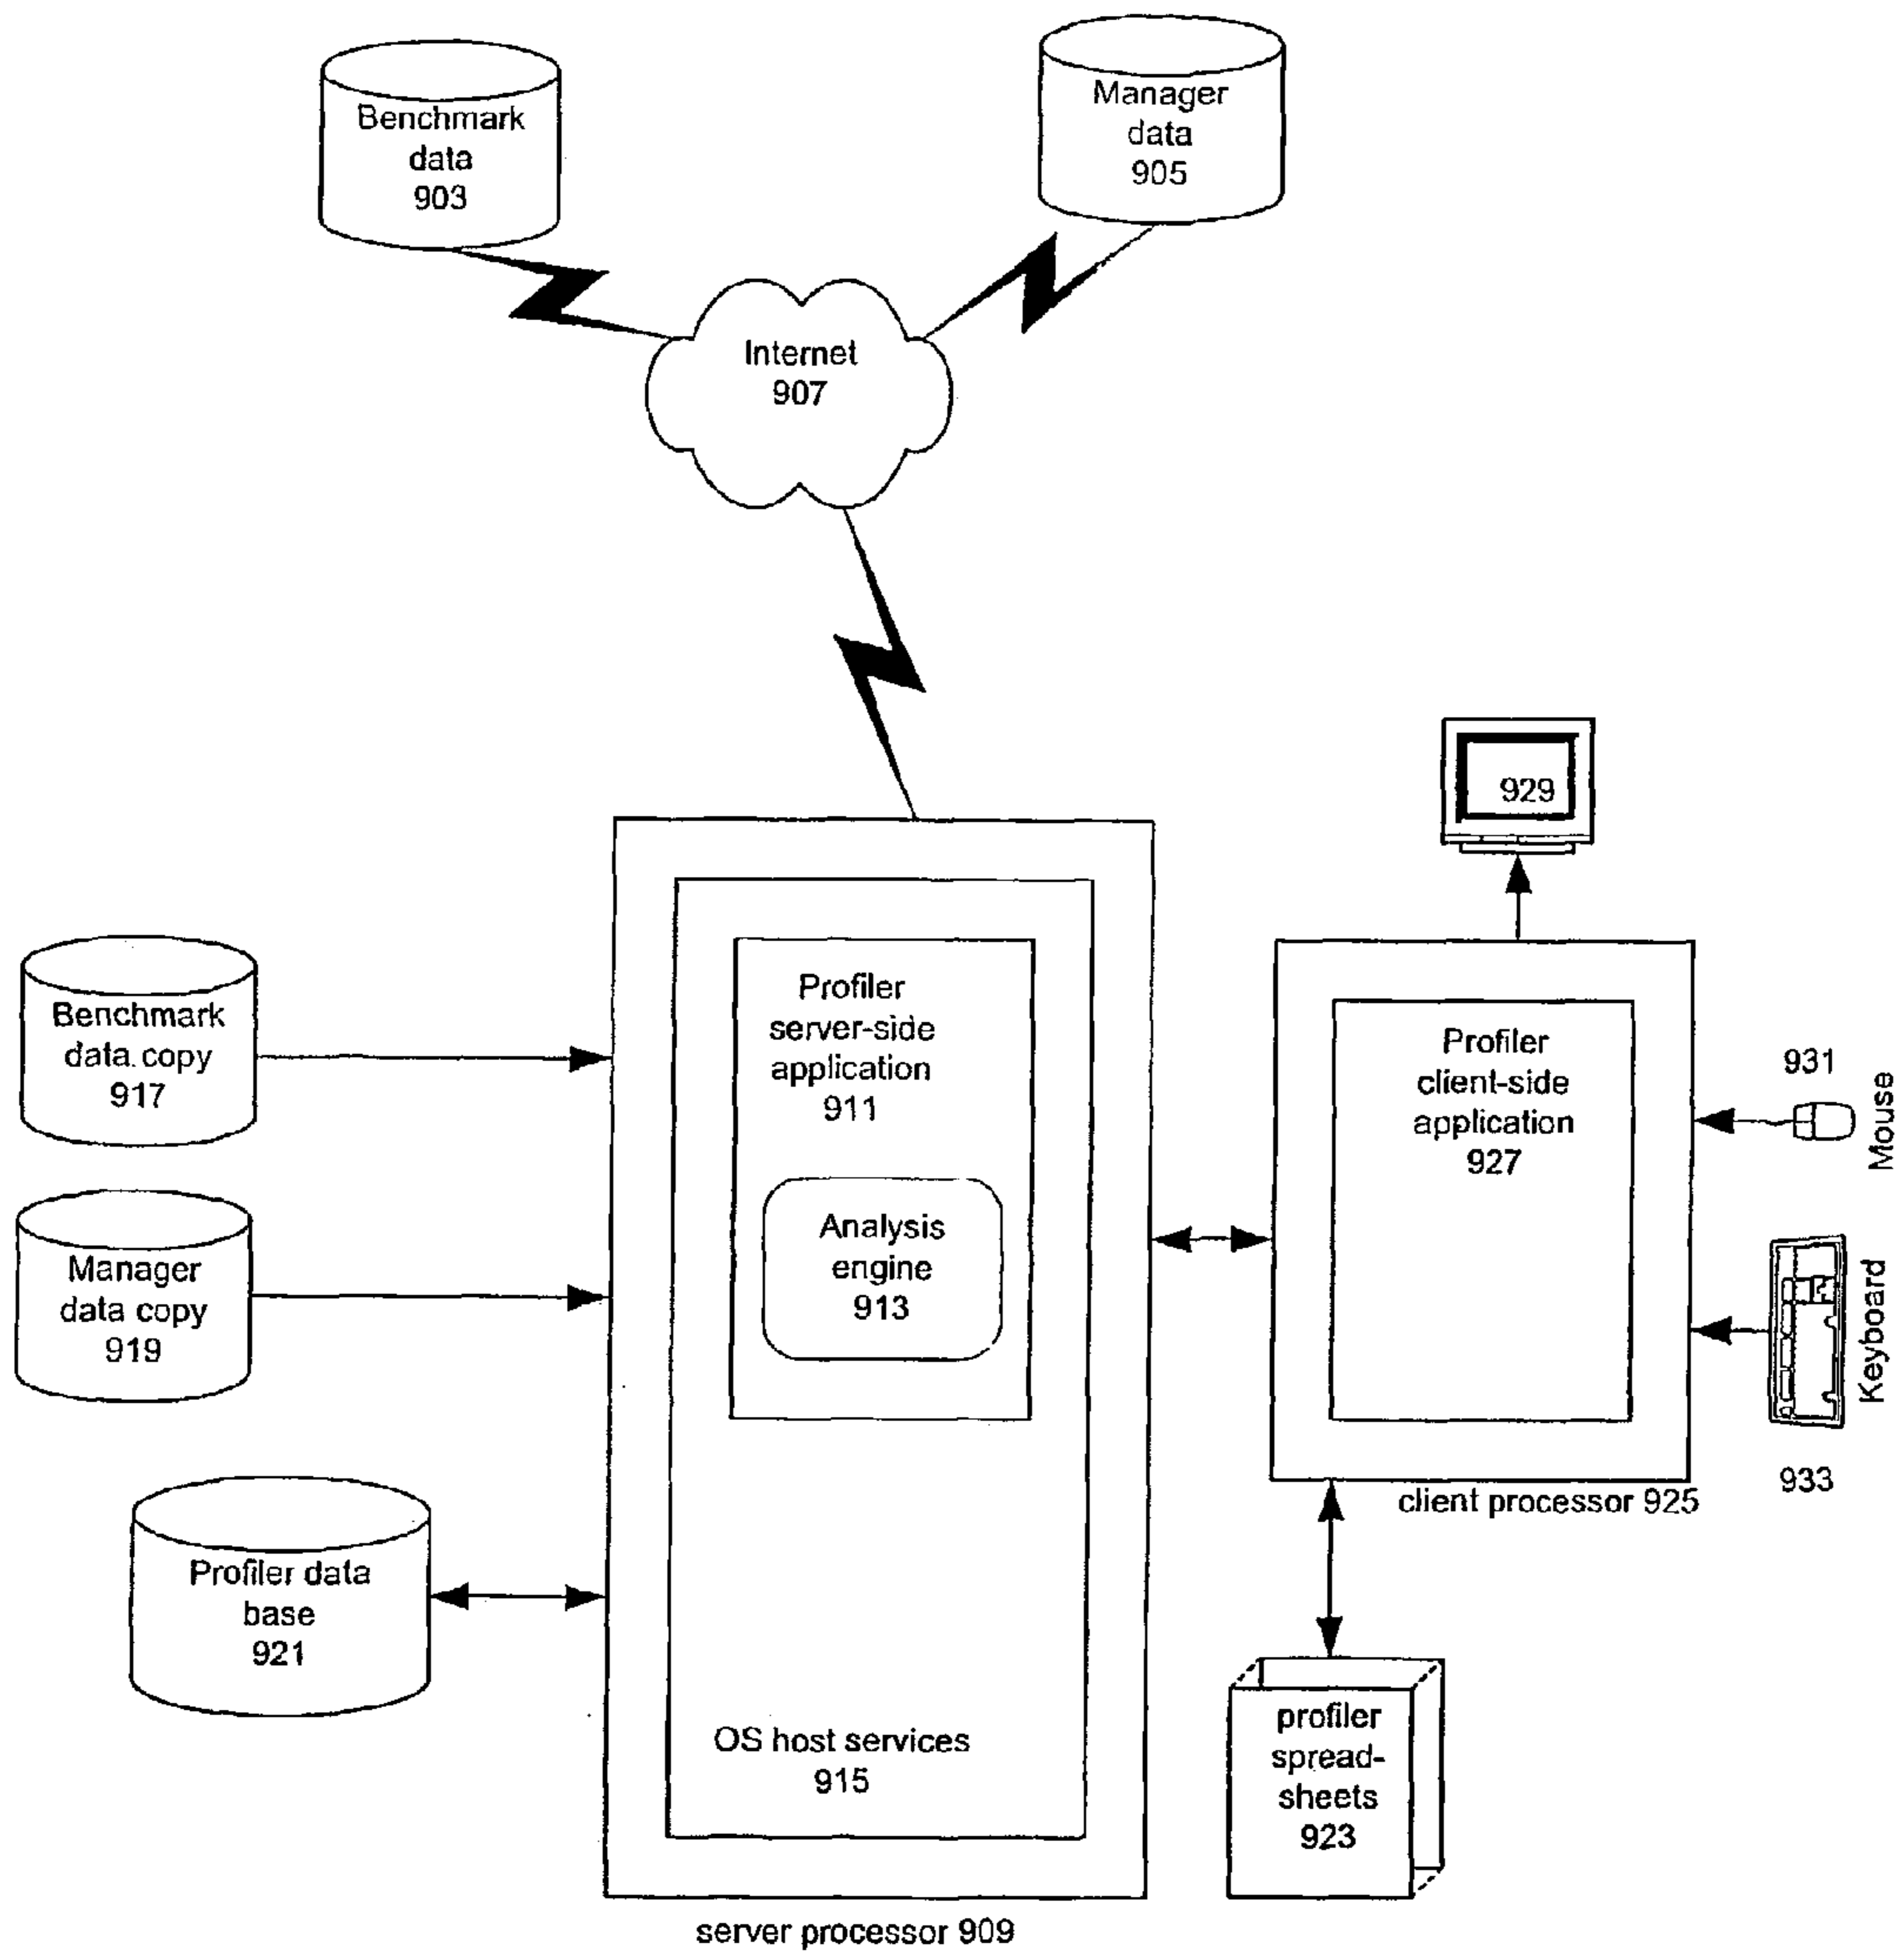 Benchmark
data
903
Manager
data
905
Internet
907
929
Benchmark
data.copy
917
Manager
data copy
919
Profiler data
base
921
Profiler
server-side
application
911
Analysis
engine
913
OS host services
915
server processor 909
Profiler
client-side
application
927
931
Mouse
Keyboard
933
client processor 925
profiler
spread-
sheets
923